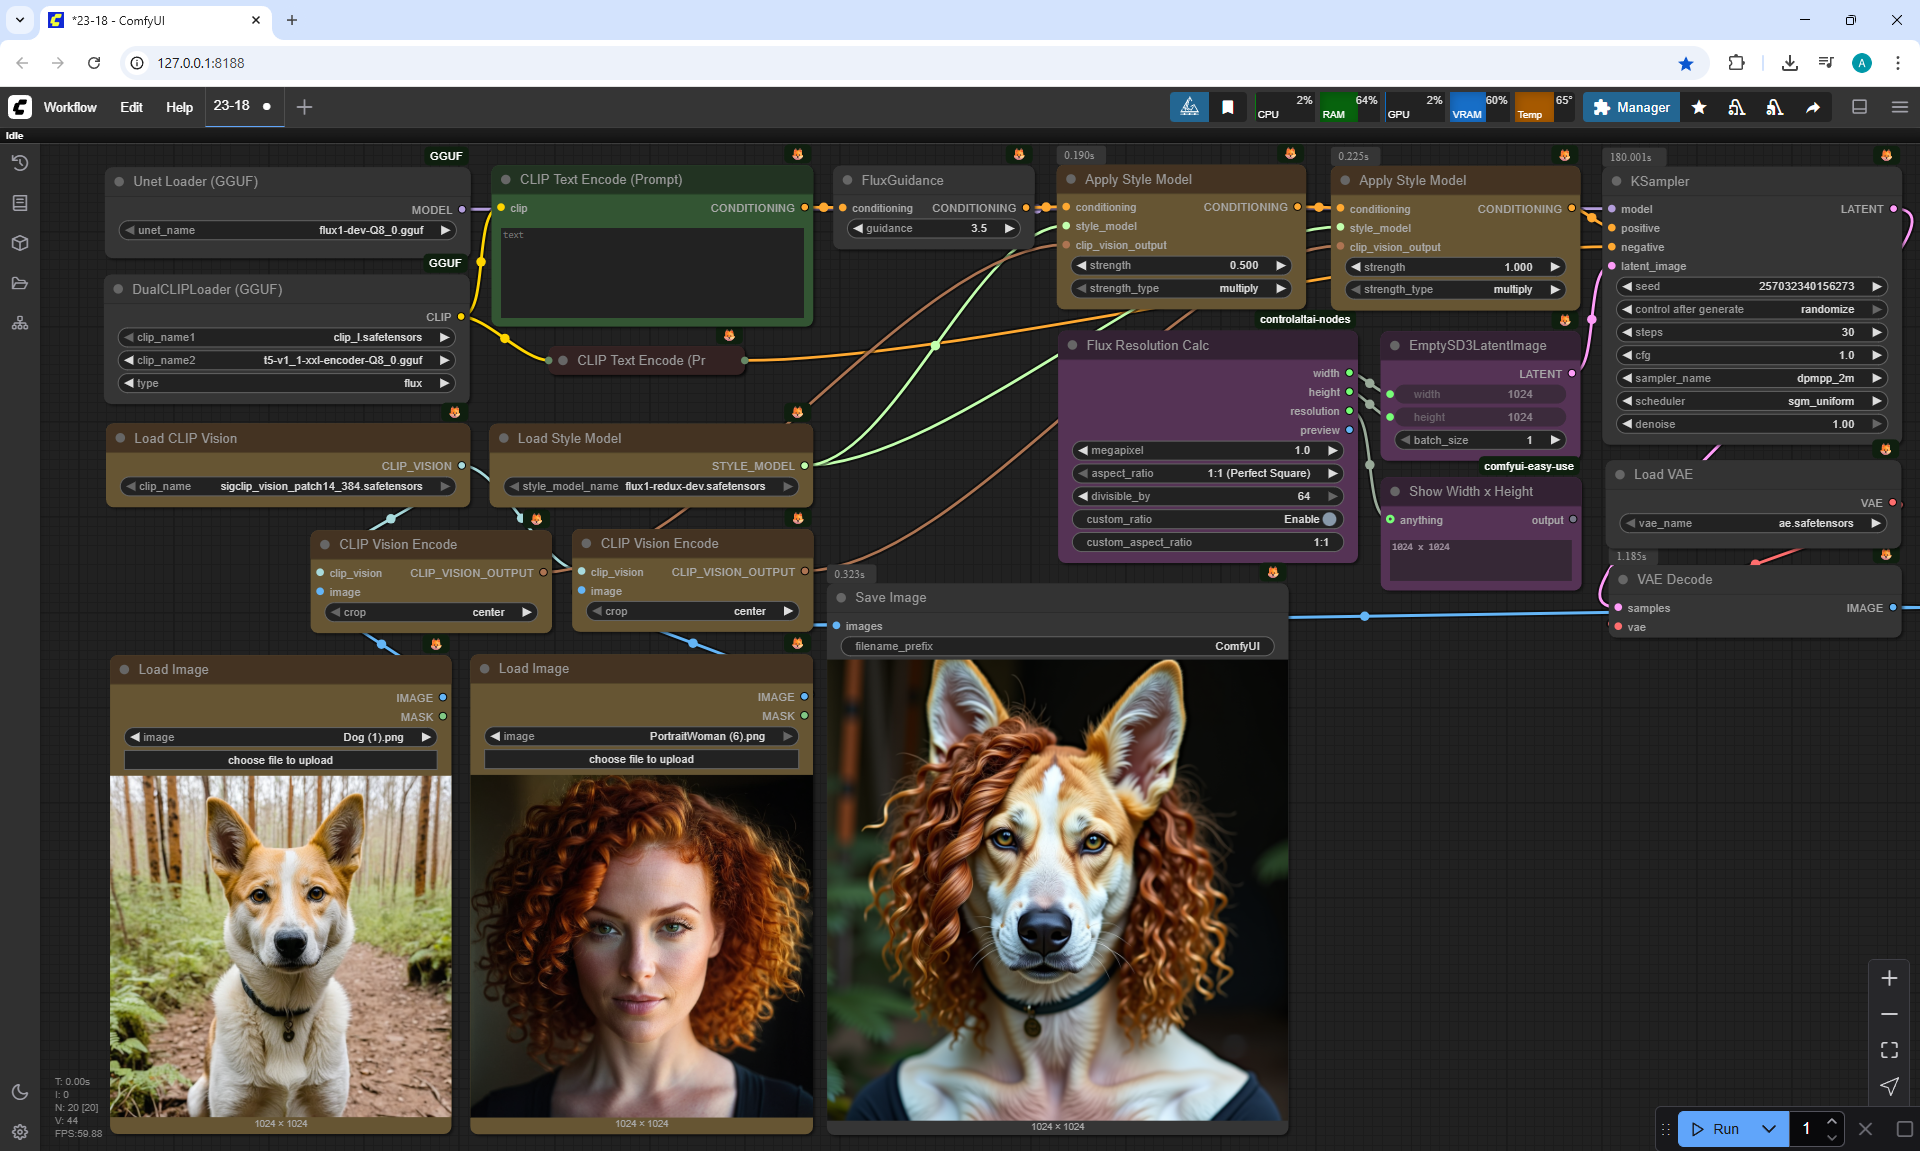 *23-18 - ComfyUI
127.0.0.1:8188
A
Workflow Edit Help 23-18
CPU 2% RAM 64% GPU 2% VRAM 60% Temp 65°
Manager
Idle
GGUF
Unet Loader (GGUF)
MODEL
unet_name flux1-dev-Q8_0.gguf
GGUF
DualCLIPLoader (GGUF)
CLIP
clip_name1 clip_l.safetensors
clip_name2 t5-v1_1-xxl-encoder-Q8_0.gguf
type flux
CLIP Text Encode (Prompt)
clip CONDITIONING
text
CLIP Text Encode (Pr
FluxGuidance
conditioning CONDITIONING
guidance 3.5
0.190s
Apply Style Model
conditioning CONDITIONING
style_model
clip_vision_output
strength 0.500
strength_type multiply
0.225s
Apply Style Model
conditioning CONDITIONING
style_model
clip_vision_output
strength 1.000
strength_type multiply
180.001s
KSampler
model LATENT
positive
negative
latent_image
seed 257032340156273
control after generate randomize
steps 30
cfg 1.0
sampler_name dpmpp_2m
scheduler sgm_uniform
denoise 1.00
controlaltai-nodes
Flux Resolution Calc
width
height
resolution
preview
megapixel 1.0
aspect_ratio 1:1 (Perfect Square)
divisible_by 64
custom_ratio Enable
custom_aspect_ratio 1:1
EmptySD3LatentImage
LATENT
width 1024
height 1024
batch_size 1
comfyui-easy-use
Show Width x Height
anything output
1024 x 1024
Load VAE
VAE
vae_name ae.safetensors
1.185s
VAE Decode
samples IMAGE
vae
Load CLIP Vision
CLIP_VISION
clip_name sigclip_vision_patch14_384.safetensors
Load Style Model
STYLE_MODEL
style_model_name flux1-redux-dev.safetensors
CLIP Vision Encode
clip_vision CLIP_VISION_OUTPUT
image
crop center
CLIP Vision Encode
clip_vision CLIP_VISION_OUTPUT
image
crop center
0.323s
Save Image
images
filename_prefix ComfyUI
1024 × 1024
Load Image
IMAGE
MASK
image Dog (1).png
choose file to upload
1024 × 1024
Load Image
IMAGE
MASK
image PortraitWoman (6).png
choose file to upload
1024 × 1024
T: 0.00s
I: 0
N: 20 [20]
V: 44
FPS:59.88
Run 1